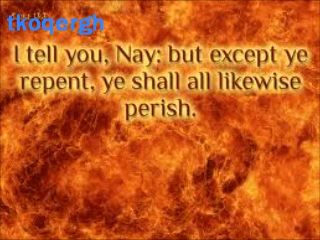 tkoqergh
I tell you, Nay: but except ye
repent, ye shall all likewise
perish.